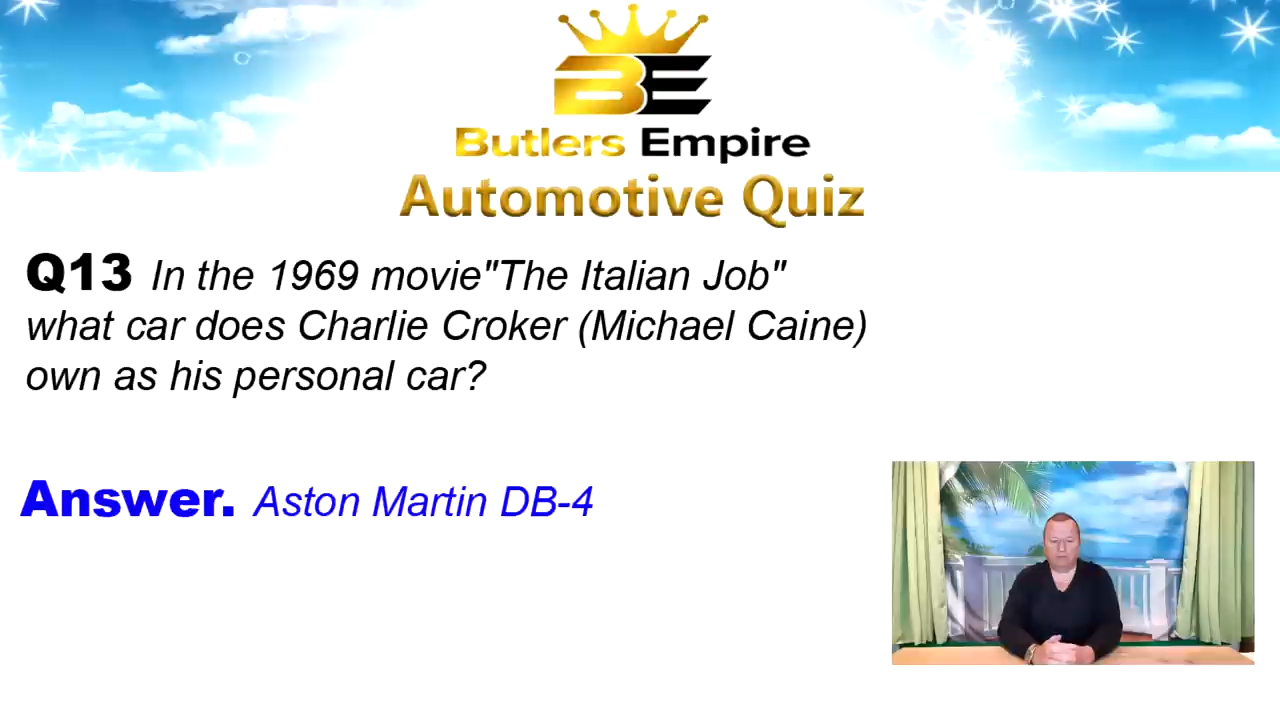 BE
Butlers Empire
Automotive Quiz
Q13 In the 1969 movie"The Italian Job"
what car does Charlie Croker (Michael Caine)
own as his personal car?
Answer. Aston Martin DB-4